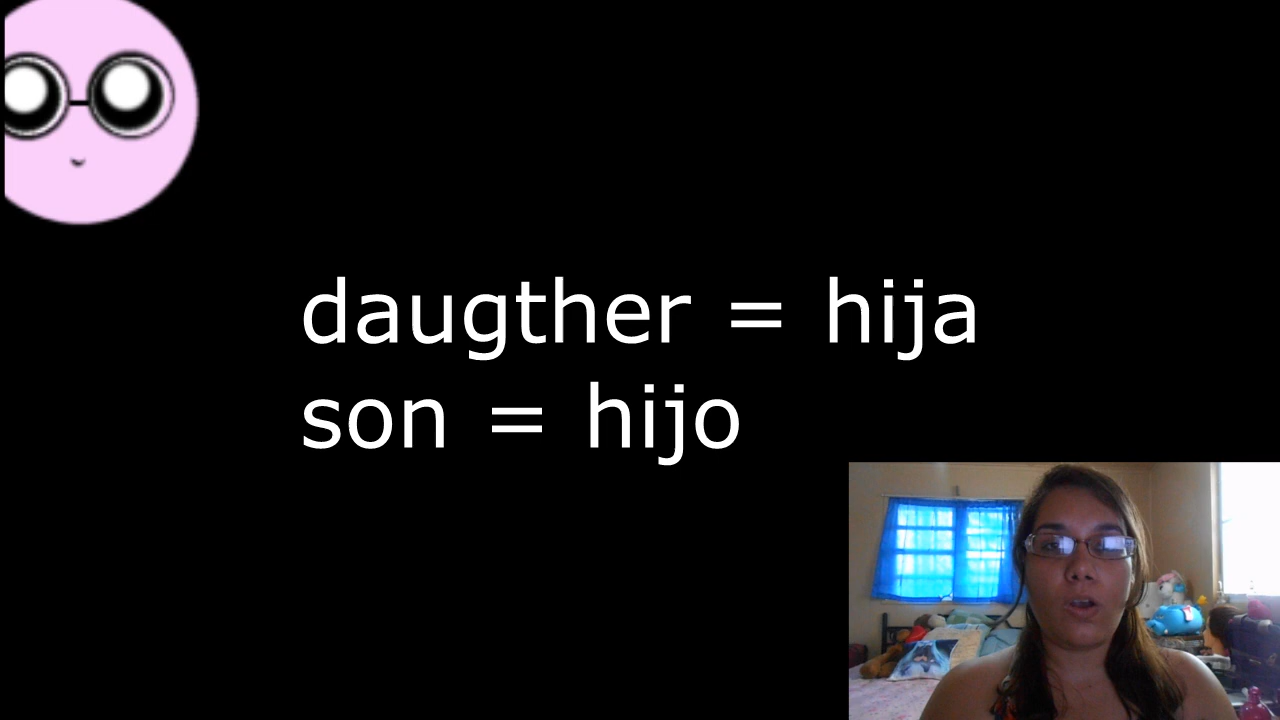 daugther = hija
son = hijo